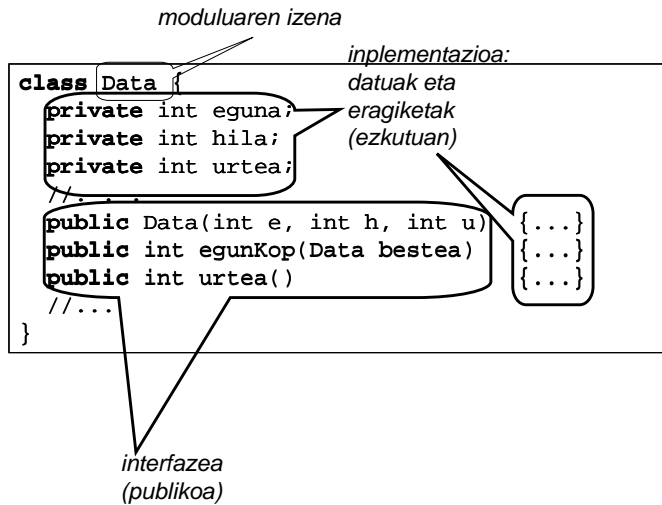 moduluaren izena
inplementazioa:
datuak eta
eragiketak
(ezkutuan)
class Data {
private int eguna;
private int hila;
private int urtea;
//. . .
public Data(int e, int h, int u) {...}
public int egunKop(Data bestea) {...}
public int urtea() {...}
//...
}
interfazea
(publikoa)